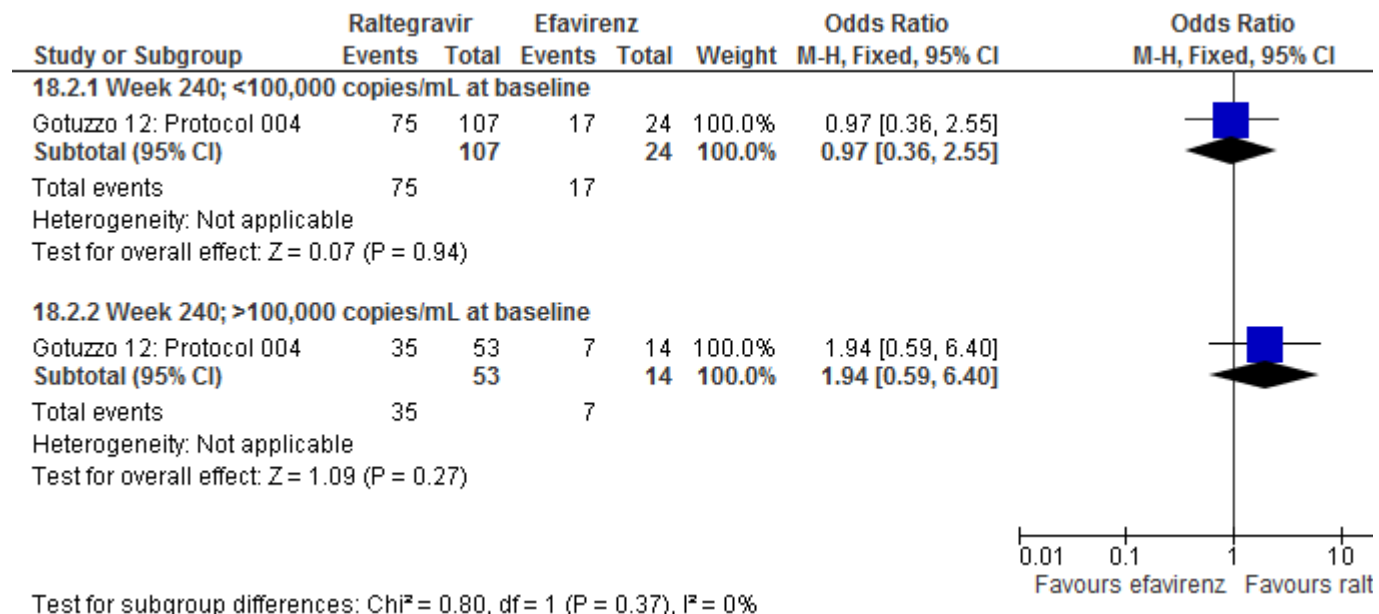 Raltegravir Efavirenz Odds Ratio Odds Ratio
Study or Subgroup Events Total Events Total Weight M-H, Fixed, 95% CI M-H, Fixed, 95% CI
18.2.1 Week 240; <100,000 copies/mL at baseline
Gotuzzo 12: Protocol 004 75 107 17 24 100.0% 0.97 [0.36, 2.55]
Subtotal (95% CI) 107 24 100.0% 0.97 [0.36, 2.55]
Total events 75 17
Heterogeneity: Not applicable
Test for overall effect: Z = 0.07 (P = 0.94)
18.2.2 Week 240; >100,000 copies/mL at baseline
Gotuzzo 12: Protocol 004 35 53 7 14 100.0% 1.94 [0.59, 6.40]
Subtotal (95% CI) 53 14 100.0% 1.94 [0.59, 6.40]
Total events 35 7
Heterogeneity: Not applicable
Test for overall effect: Z = 1.09 (P = 0.27)
0.01 0.1 1 10
Favours efavirenz Favours ralt
Test for subgroup differences: Chi² = 0.80, df = 1 (P = 0.37), I² = 0%